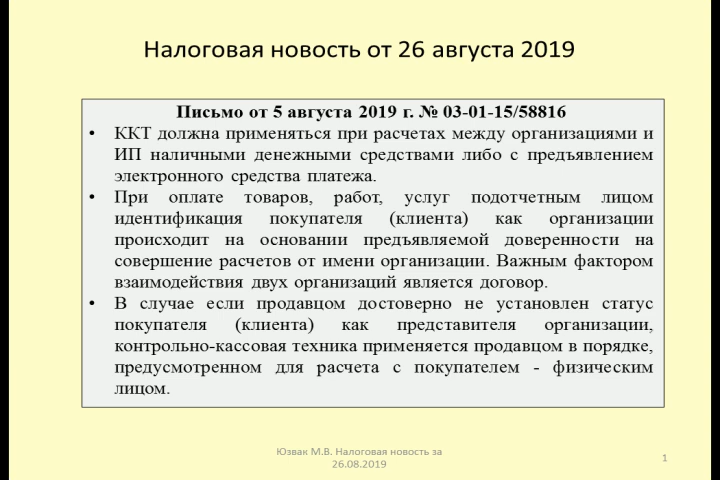 Налоговая новость от 26 августа 2019
Письмо от 5 августа 2019 г. № 03-01-15/58816
• ККТ должна применяться при расчетах между организациями и
ИП наличными денежными средствами либо с предъявлением
электронного средства платежа.
• При оплате товаров, работ, услуг подотчетным лицом
идентификация покупателя (клиента) как организации
происходит на основании предъявляемой доверенности на
совершение расчетов от имени организации. Важным фактором
взаимодействия двух организаций является договор.
• В случае если продавцом достоверно не установлен статус
покупателя (клиента) как представителя организации,
контрольно-кассовая техника применяется продавцом в порядке,
предусмотренном для расчета с покупателем - физическим
лицом.
Юзвак М.В. Налоговая новость за
26.08.2019
1